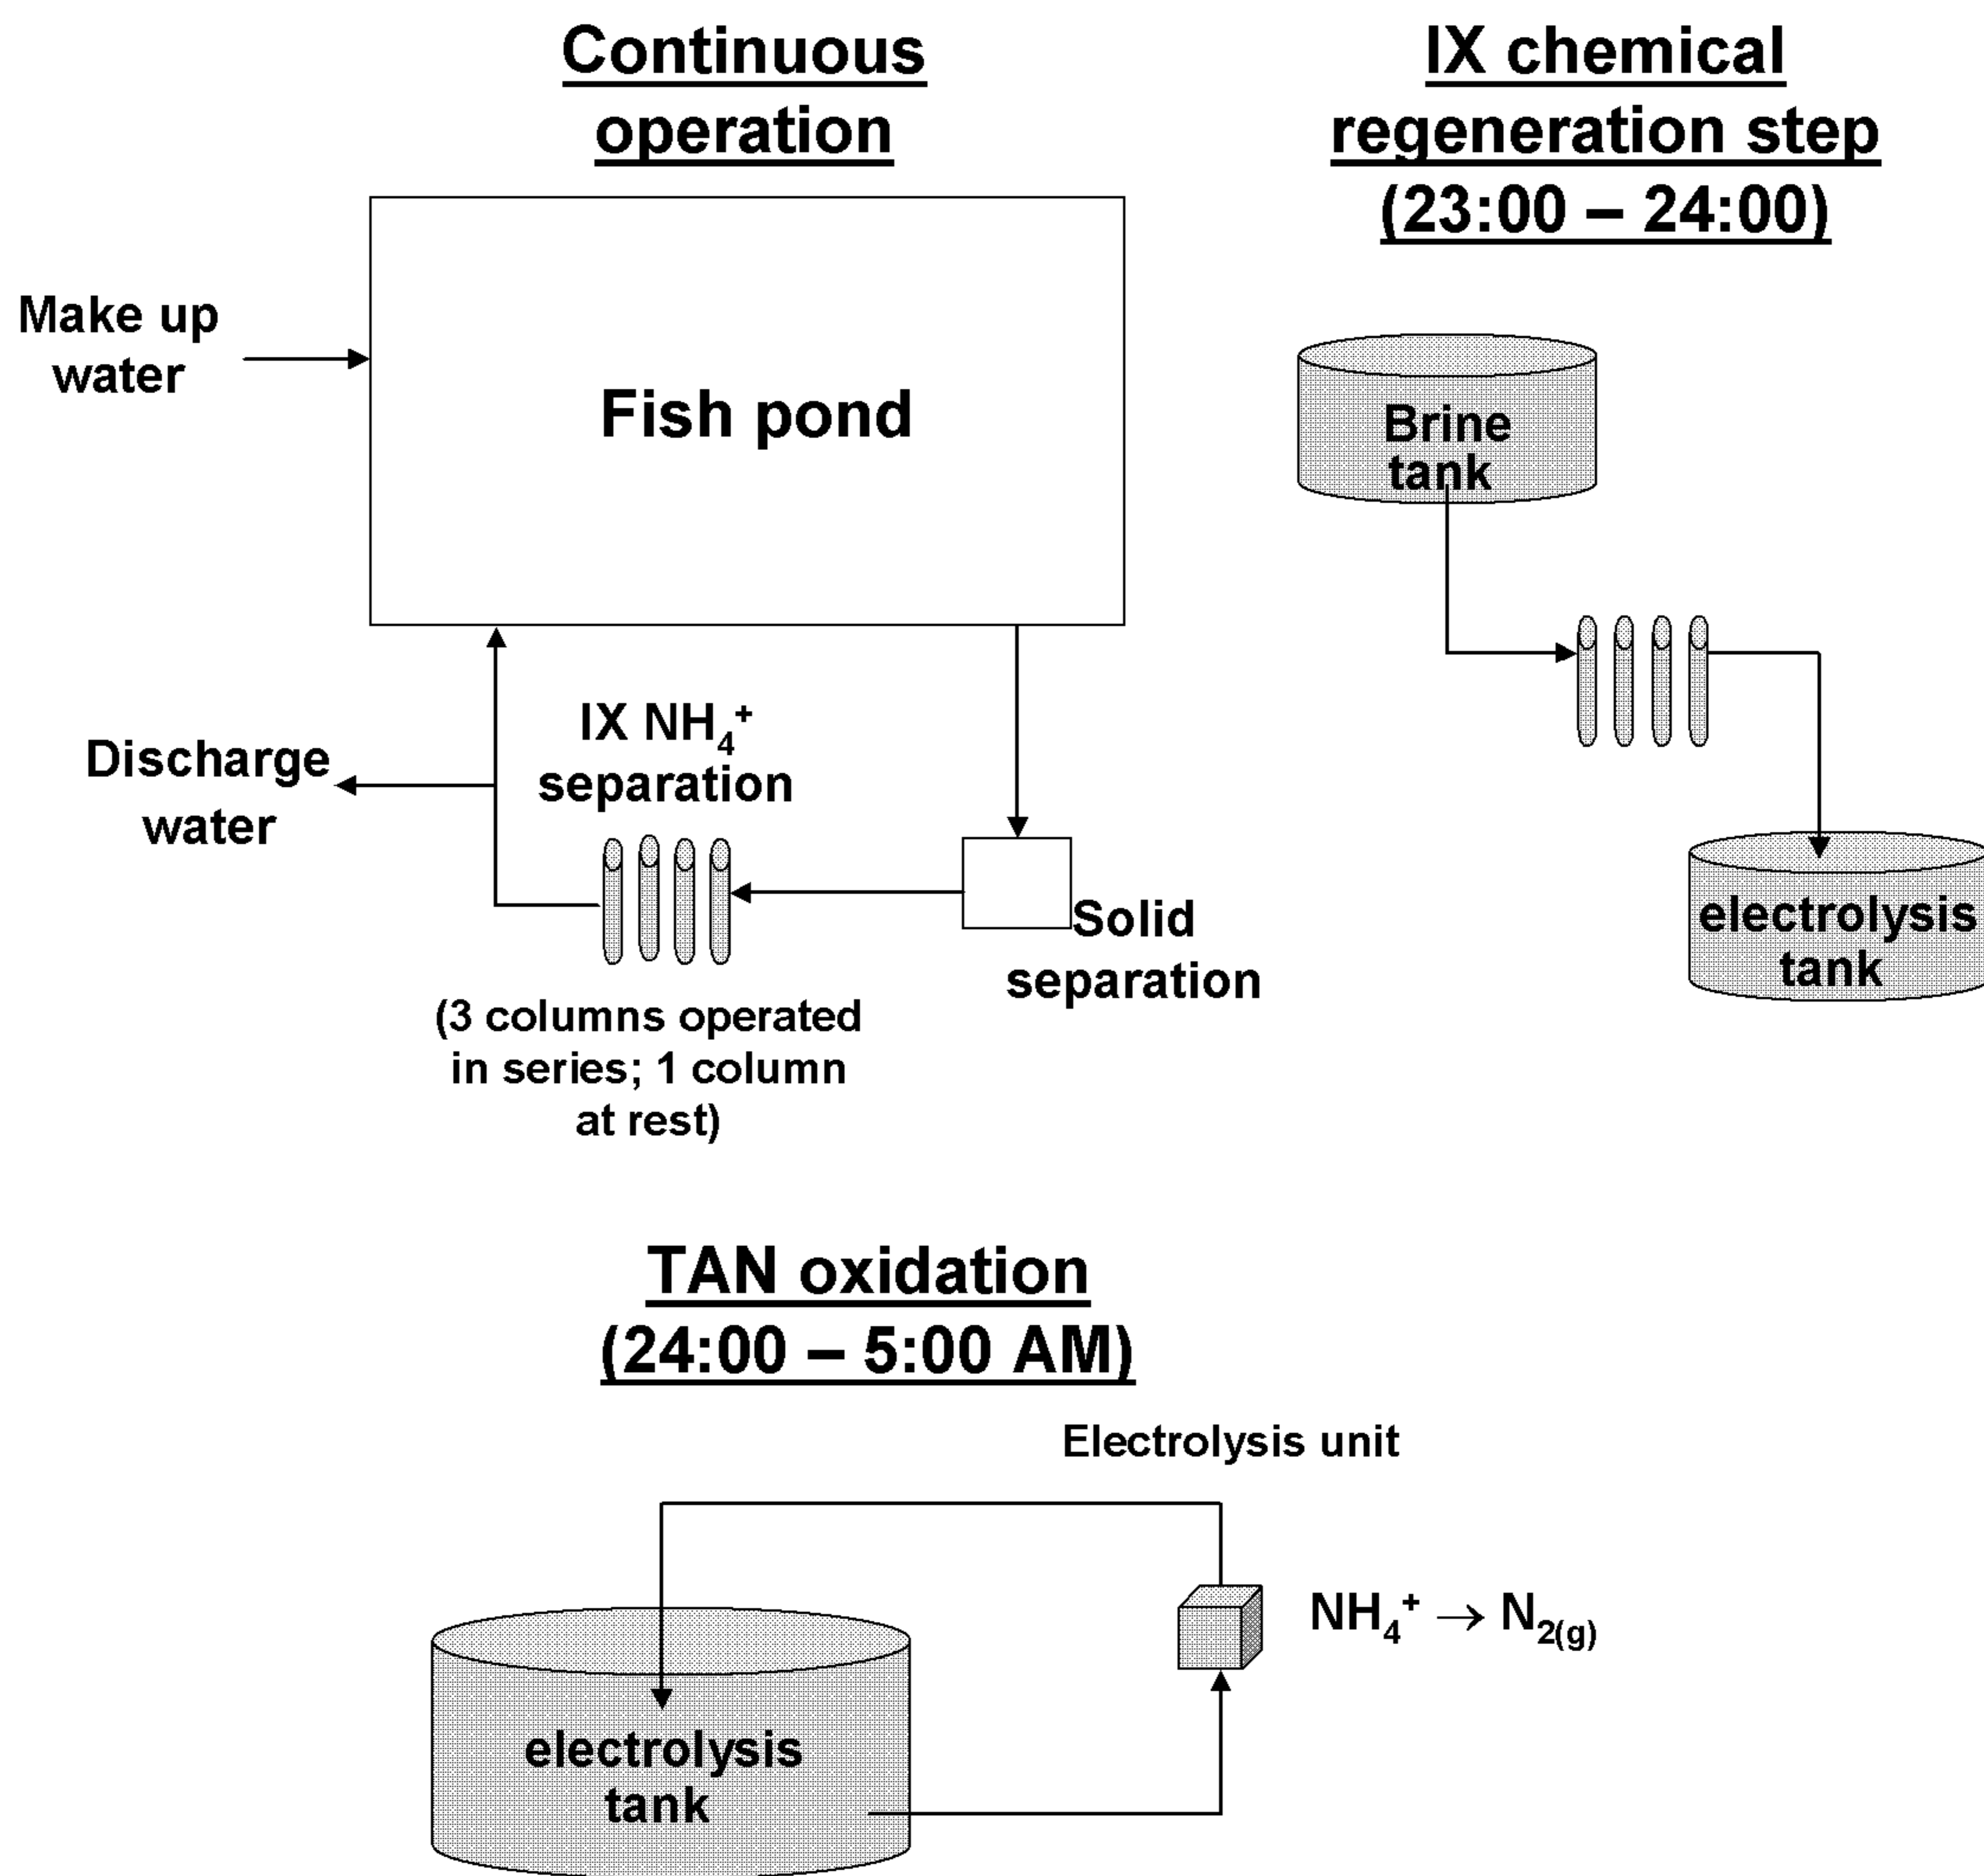 Continuous
operation
IX chemical
regeneration step
(23:00 – 24:00)
Make up
water
Fish pond
Brine
tank
IX NH₄⁺
separation
Discharge
water
Solid
separation
(3 columns operated
in series; 1 column
at rest)
electrolysis
tank
TAN oxidation
(24:00 – 5:00 AM)
Electrolysis unit
NH₄⁺ → N₂(g)
electrolysis
tank